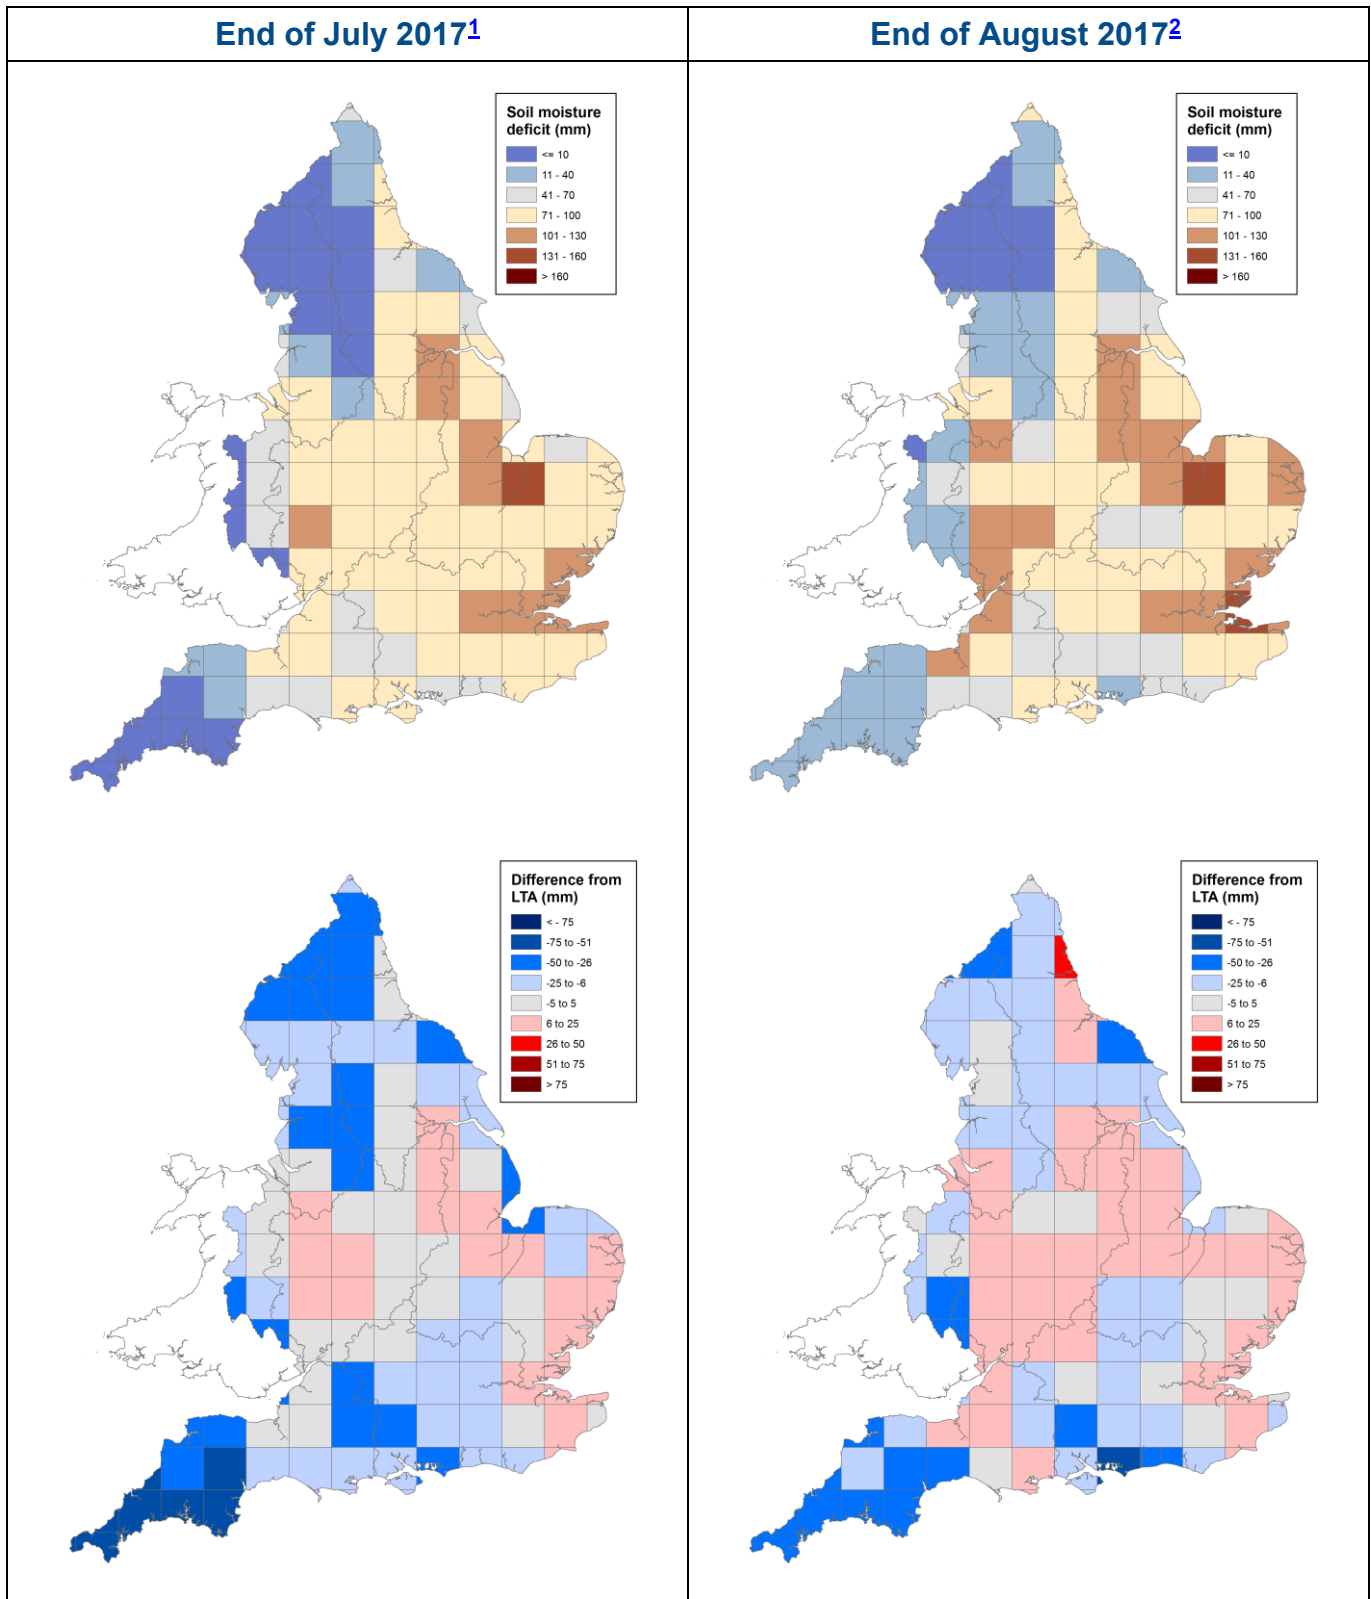 End of July 20171
End of August 20172
Soil moisture
deficit (mm)
<= 10
11 - 40
41 - 70
71 - 100
101 - 130
131 - 160
> 160
Soil moisture
deficit (mm)
<= 10
11 - 40
41 - 70
71 - 100
101 - 130
131 - 160
> 160
Difference from
LTA (mm)
< - 75
-75 to -51
-50 to -26
-25 to -6
-5 to 5
6 to 25
26 to 50
51 to 75
> 75
Difference from
LTA (mm)
< - 75
-75 to -51
-50 to -26
-25 to -6
-5 to 5
6 to 25
26 to 50
51 to 75
> 75